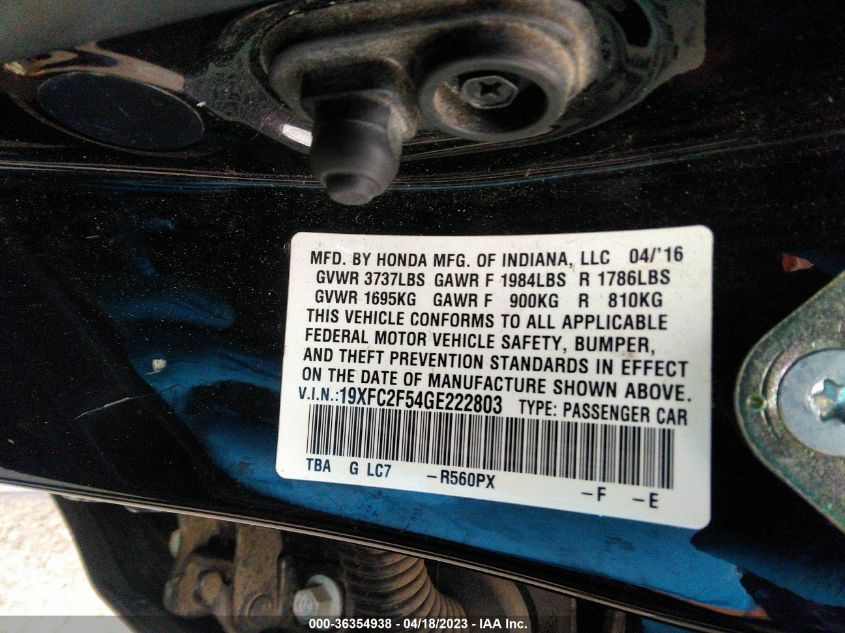 MFD. BY HONDA MFG. OF INDIANA, LLC 04/'16
GVWR 3737LBS GAWR F 1984LBS R 1786LBS
GVWR 1695KG GAWR F 900KG R 810KG
THIS VEHICLE CONFORMS TO ALL APPLICABLE
FEDERAL MOTOR VEHICLE SAFETY, BUMPER,
AND THEFT PREVENTION STANDARDS IN EFFECT
ON THE DATE OF MANUFACTURE SHOWN ABOVE.
V.I.N.:19XFC2F54GE222803 TYPE: PASSENGER CAR
TBA G LC7 -R560PX -F -E
000-36354938 - 04/18/2023 - IAA Inc.